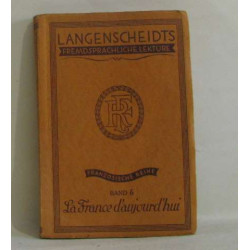 LANGENSCHEIDTS
FREMDSPRACHLICHE LEKTÜRE
FRANZÖSISCHE REIHE
BAND 6
La France d'aujourd'hui